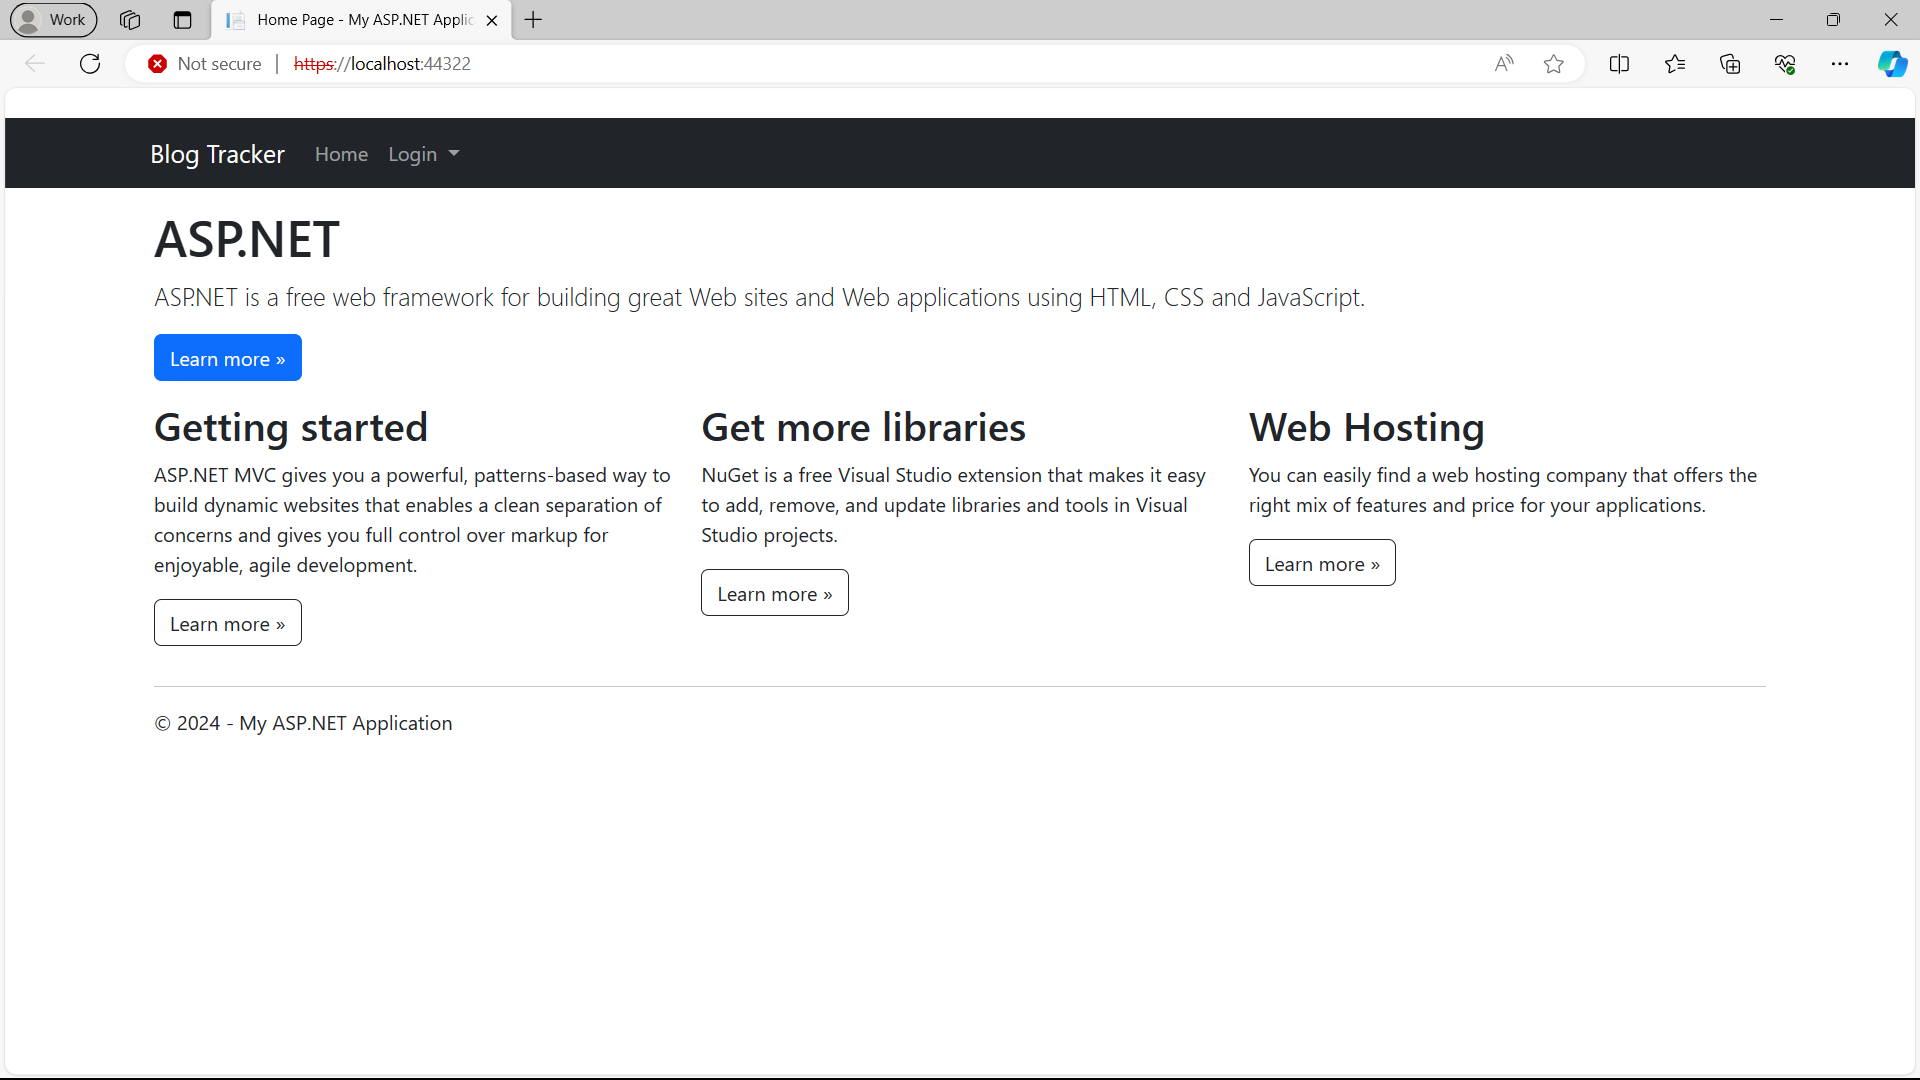 Work
Home Page - My ASP.NET Applic
Not secure
https://localhost:44322
Blog Tracker
Home
Login
ASP.NET
ASP.NET is a free web framework for building great Web sites and Web applications using HTML, CSS and JavaScript.
Learn more »
Getting started
ASP.NET MVC gives you a powerful, patterns-based way to
build dynamic websites that enables a clean separation of
concerns and gives you full control over markup for
enjoyable, agile development.
Learn more »
Get more libraries
NuGet is a free Visual Studio extension that makes it easy
to add, remove, and update libraries and tools in Visual
Studio projects.
Learn more »
Web Hosting
You can easily find a web hosting company that offers the
right mix of features and price for your applications.
Learn more »
© 2024 - My ASP.NET Application